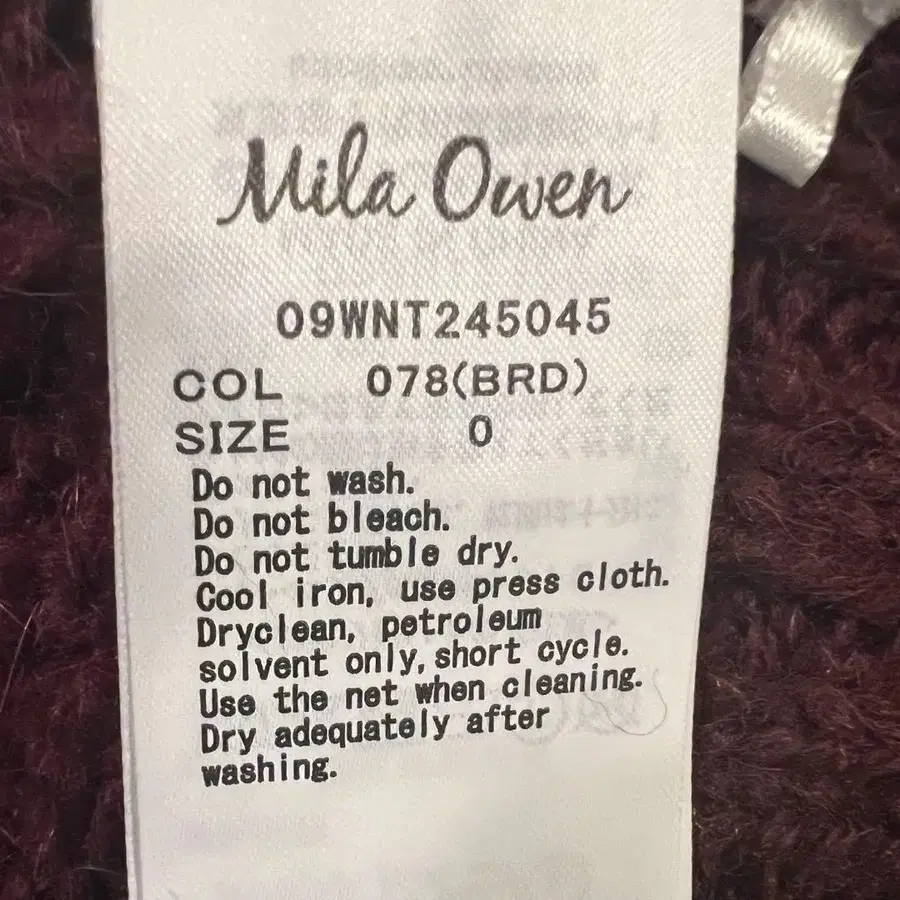 Mila Owen
09WNT245045
COL 078(BRD)
SIZE 0
Do not wash.
Do not bleach.
Do not tumble dry.
Cool iron, use press cloth.
Dryclean, petroleum
solvent only,short cycle.
Use the net when cleaning.
Dry adequately after
washing.